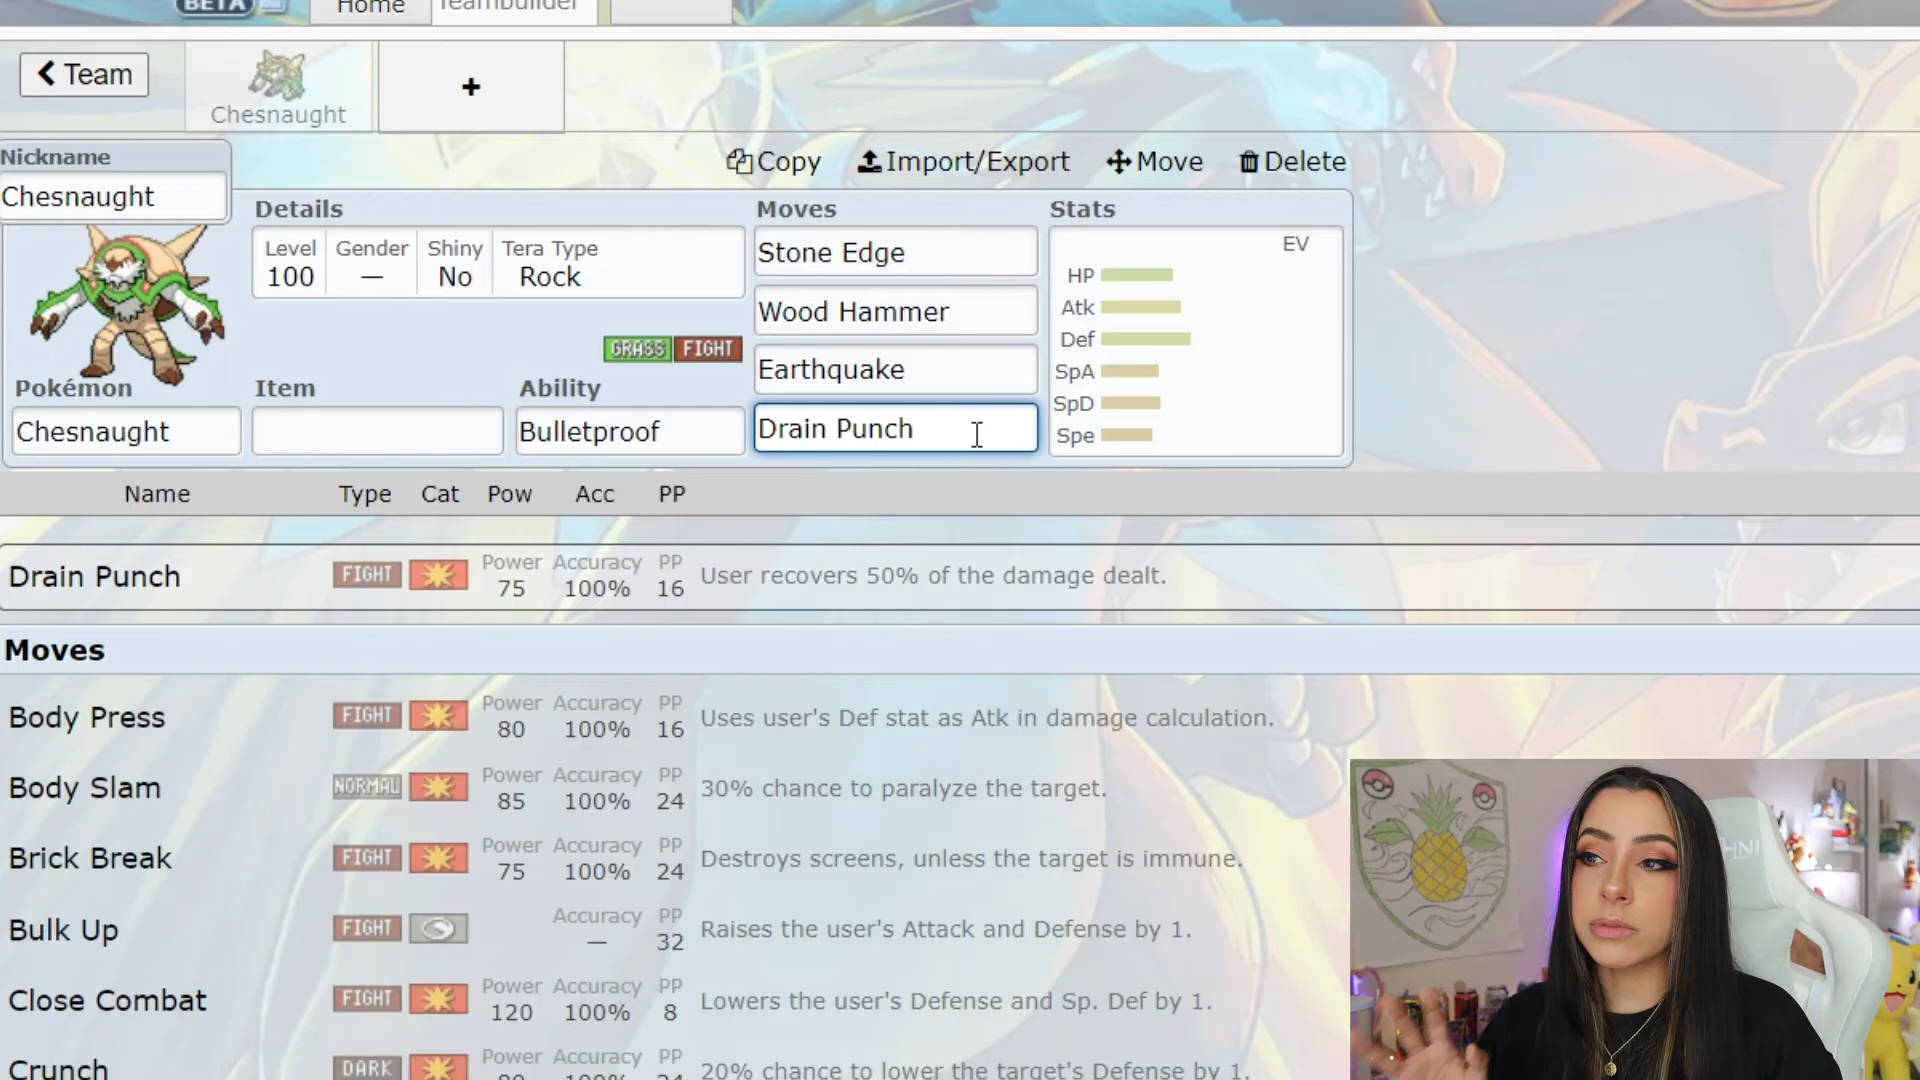 BETA
Home
Teambuilder
Team
Chesnaught
+
Nickname
Chesnaught
Copy
Import/Export
Move
Delete
Details
Moves
Stats
Level
Gender
Shiny
Tera Type
100
—
No
Rock
Stone Edge
Wood Hammer
Earthquake
Drain Punch
EV
HP
Atk
Def
SpA
SpD
Spe
GRASS
FIGHT
Pokémon
Item
Ability
Chesnaught
Bulletproof
Name Type Cat Pow Acc PP
Drain Punch FIGHT Power 75 Accuracy 100% PP 16 User recovers 50% of the damage dealt.
Moves
Body Press FIGHT Power 80 Accuracy 100% PP 16 Uses user's Def stat as Atk in damage calculation.
Body Slam NORMAL Power 85 Accuracy 100% PP 24 30% chance to paralyze the target.
Brick Break FIGHT Power 75 Accuracy 100% PP 24 Destroys screens, unless the target is immune.
Bulk Up FIGHT Accuracy — PP 32 Raises the user's Attack and Defense by 1.
Close Combat FIGHT Power 120 Accuracy 100% PP 8 Lowers the user's Defense and Sp. Def by 1.
Crunch DARK Power 80 Accuracy 100% PP 24 20% chance to lower the target's Defense by 1.